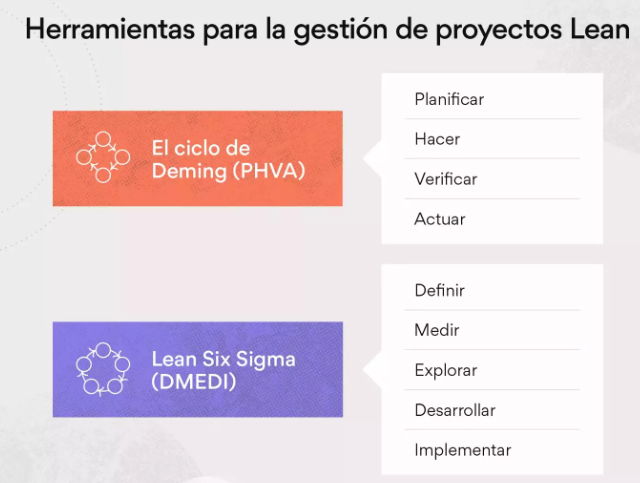 Herramientas para la gestión de proyectos Lean
El ciclo de
Deming (PHVA)
Planificar
Hacer
Verificar
Actuar
Lean Six Sigma
(DMEDI)
Definir
Medir
Explorar
Desarrollar
Implementar